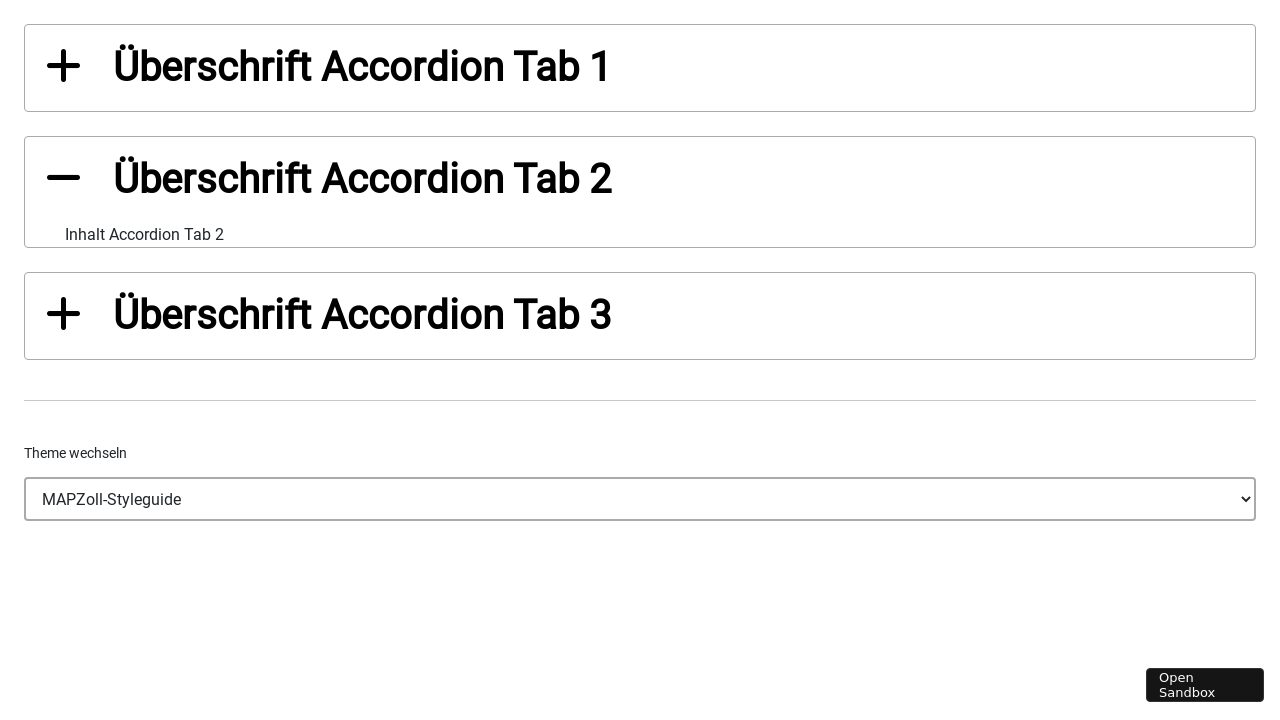 Überschrift Accordion Tab 1
Überschrift Accordion Tab 2
Inhalt Accordion Tab 2
Überschrift Accordion Tab 3
Theme wechseln
MAPZoll-Styleguide
Open
Sandbox